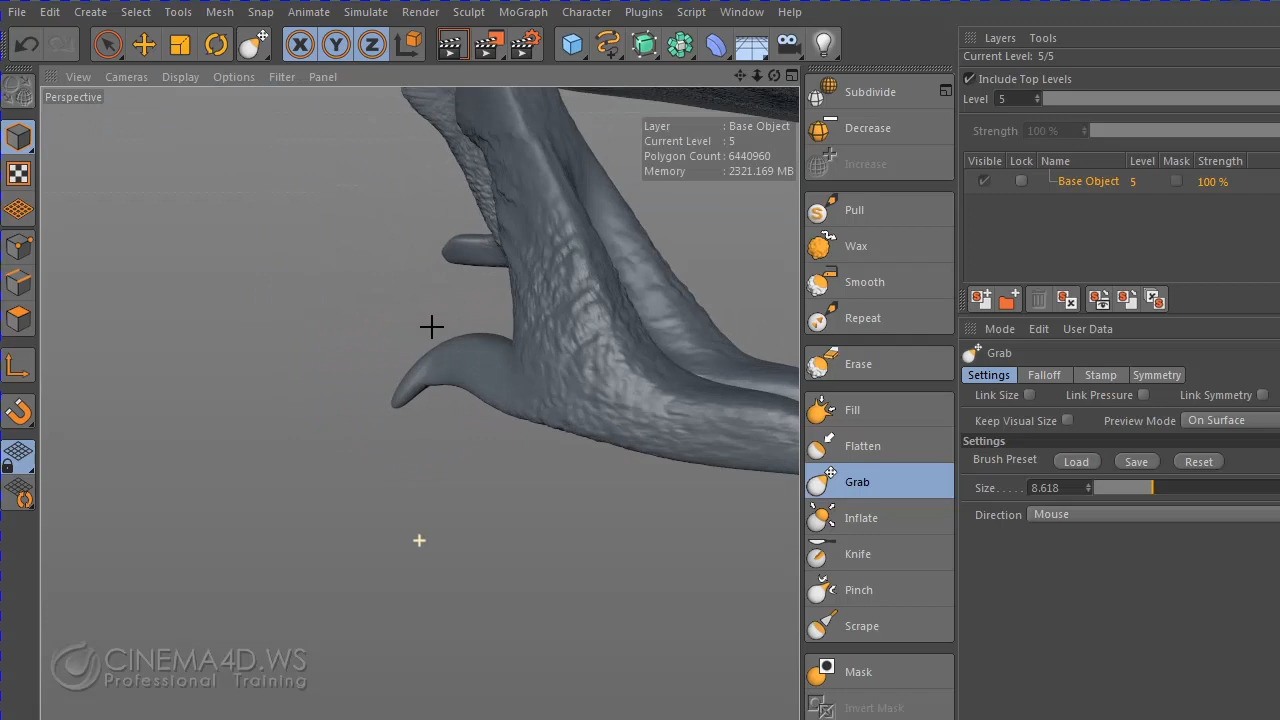 File Edit Create Select Tools Mesh Snap Animate Simulate Render Sculpt MoGraph Character Plugins Script Window Help
View Cameras Display Options Filter Panel
Perspective
Layer : Base Object
Current Level : 5
Polygon Count : 6440960
Memory : 2321.169 MB
CINEMA4D.WS
Professional Training
Subdivide
Decrease
Increase
Pull
Wax
Smooth
Repeat
Erase
Fill
Flatten
Grab
Inflate
Knife
Pinch
Scrape
Mask
Invert Mask
Layers Tools
Current Level: 5/5
Include Top Levels
Level 5
Strength 100 %
Visible Lock Name Level Mask Strength
Base Object 5 100 %
Mode Edit User Data
Grab
Settings Falloff Stamp Symmetry
Link Size Link Pressure Link Symmetry
Keep Visual Size Preview Mode On Surface
Settings
Brush Preset Load Save Reset
Size..... 8.618
Direction Mouse